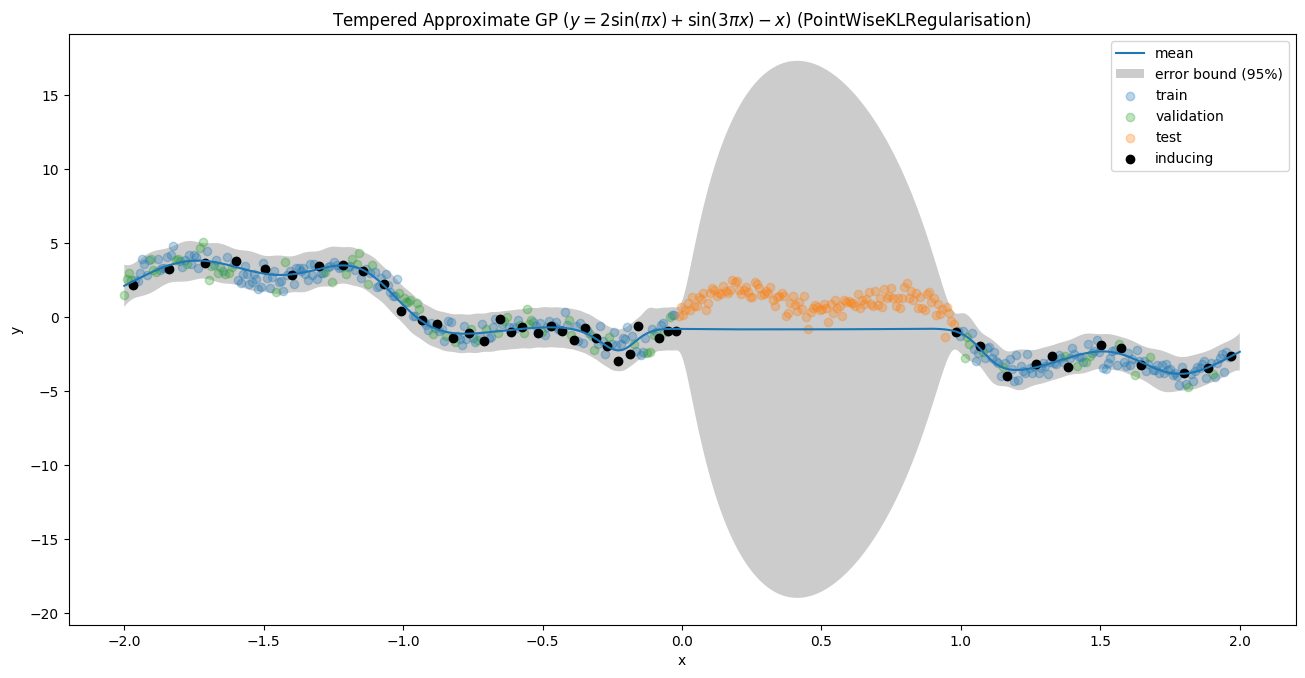 Tempered Approximate GP (y = 2 sin(πx) + sin(3πx) − x) (PointWiseKLRegularisation)
mean
error bound (95%)
train
validation
test
inducing
15
10
5
0
−5
−10
−15
−20
y
−2.0 −1.5 −1.0 −0.5 0.0 0.5 1.0 1.5 2.0
x